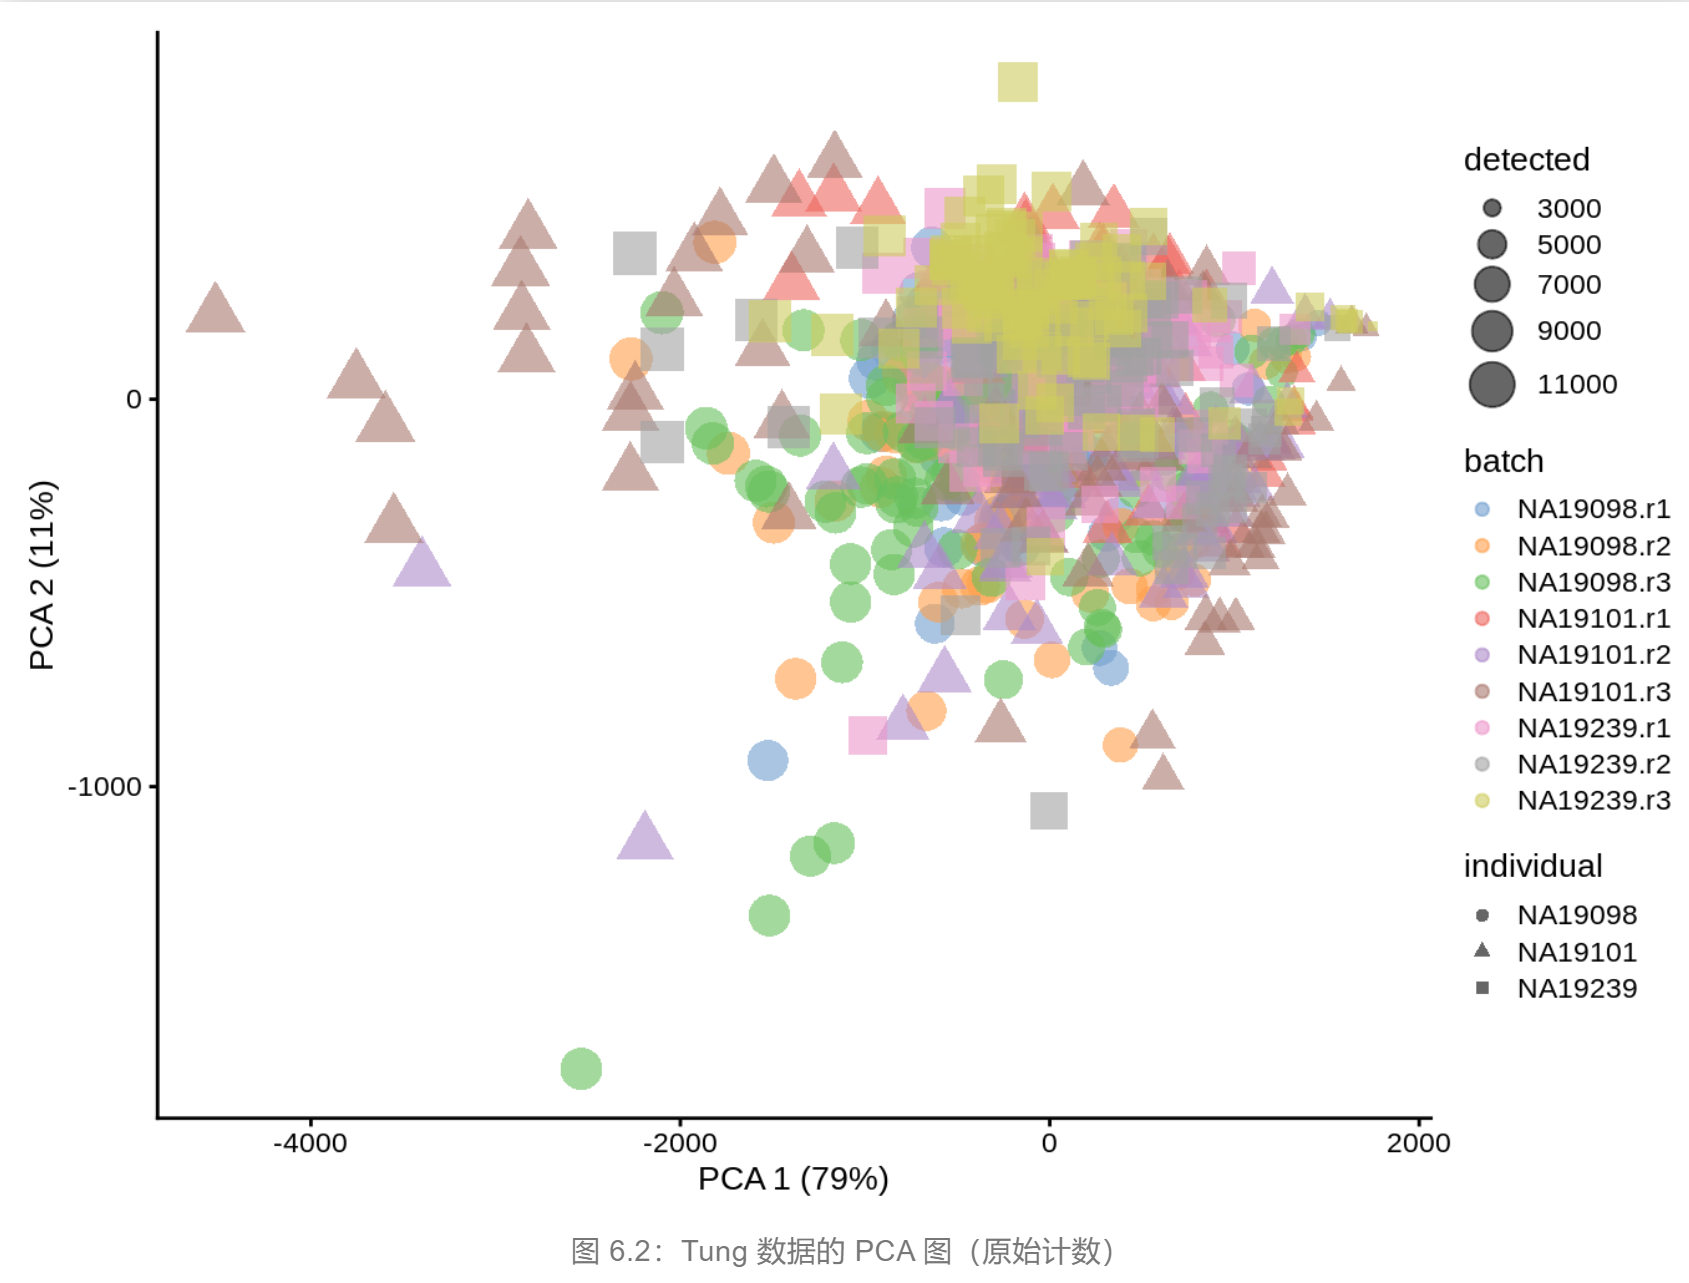 detected
3000
5000
7000
9000
11000
batch
NA19098.r1
NA19098.r2
NA19098.r3
NA19101.r1
NA19101.r2
NA19101.r3
NA19239.r1
NA19239.r2
NA19239.r3
individual
NA19098
NA19101
NA19239
PCA 2 (11%)
0
-1000
-4000
-2000
0
2000
PCA 1 (79%)
图 6.2：Tung 数据的 PCA 图（原始计数）